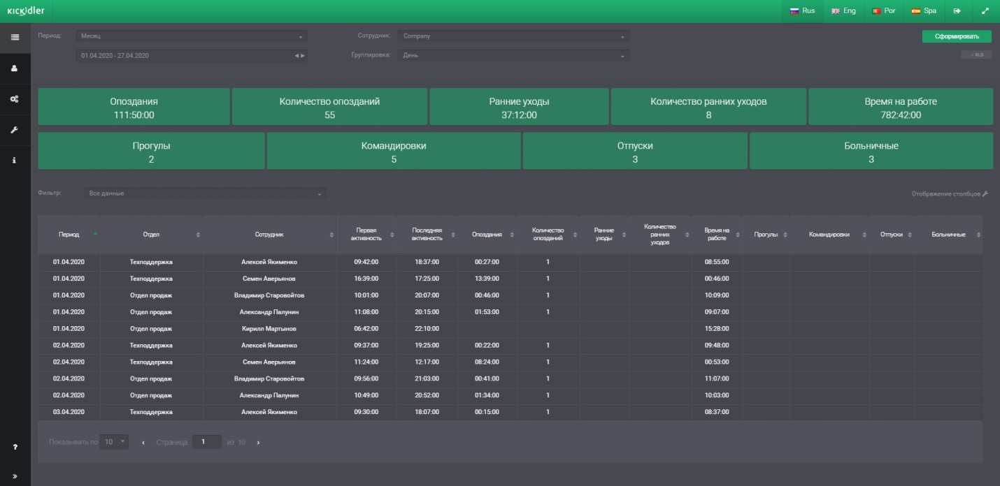 KICKidler
Rus Eng Por Spa
Период: Месяц Сотрудник: Company Сформировать
01.04.2020 - 27.04.2020 Группировка: День → XLS
Опоздания Количество опозданий Ранние уходы Количество ранних уходов Время на работе
111:50:00 55 37:12:00 8 782:42:00
Прогулы Командировки Отпуски Больничные
2 5 3 3
Фильтр: Все данные Отображение столбцов
Период Отдел Сотрудник Первая активность Последняя активность Опоздания Количество опозданий Ранние уходы Количество ранних уходов Время на работе Прогулы Командировки Отпуски Больничные
01.04.2020 Техподдержка Алексей Якименко 09:42:00 18:37:00 00:27:00 1 08:55:00
01.04.2020 Техподдержка Семен Аверьянов 16:39:00 17:25:00 13:39:00 1 00:46:00
01.04.2020 Отдел продаж Владимир Старовойтов 10:01:00 20:07:00 00:46:00 1 10:09:00
01.04.2020 Отдел продаж Александр Палунин 11:08:00 20:15:00 01:53:00 1 09:07:00
01.04.2020 Отдел продаж Кирилл Мартынов 06:42:00 22:10:00 15:28:00
02.04.2020 Техподдержка Алексей Якименко 09:37:00 19:25:00 00:22:00 1 09:48:00
02.04.2020 Техподдержка Семен Аверьянов 11:24:00 12:17:00 08:24:00 1 00:53:00
02.04.2020 Отдел продаж Владимир Старовойтов 09:56:00 21:03:00 00:41:00 1 11:07:00
02.04.2020 Отдел продаж Александр Палунин 10:49:00 20:52:00 01:34:00 1 10:03:00
03.04.2020 Техподдержка Алексей Якименко 09:30:00 18:07:00 00:15:00 1 08:37:00
Показывать по 10 ‹ Страница 1 из 10 ›